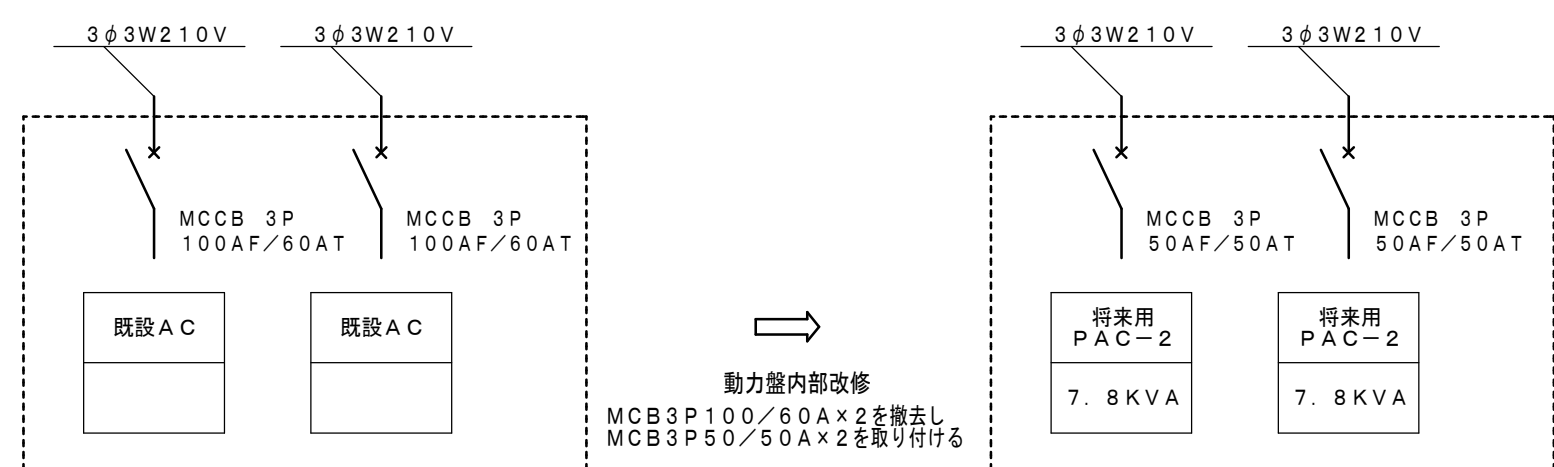 3φ3W210V
3φ3W210V
MCCB 3P
100AF/60AT
MCCB 3P
100AF/60AT
既設AC
既設AC
動力盤内部改修
MCB3P100/60A×2を撤去し
MCB3P50/50A×2を取り付ける
3φ3W210V
3φ3W210V
MCCB 3P
50AF/50AT
MCCB 3P
50AF/50AT
将来用
PAC-2
7.8KVA
将来用
PAC-2
7.8KVA